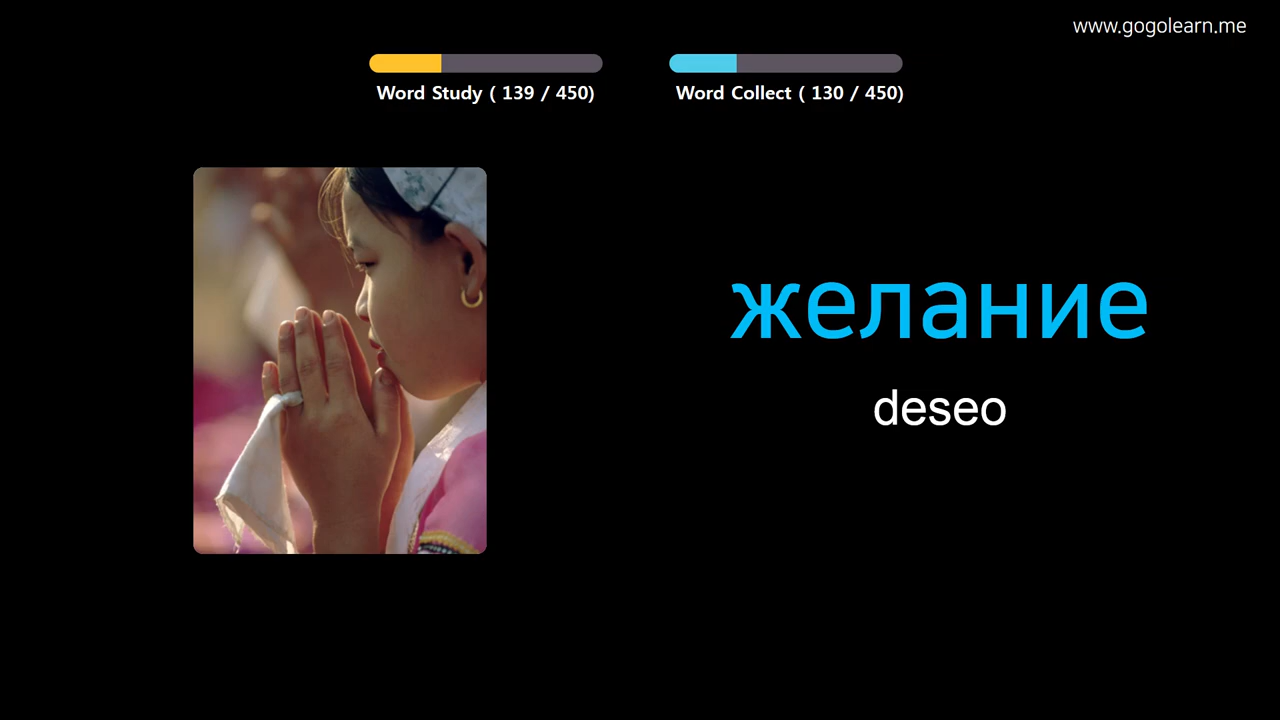 www.gogolearn.me
Word Study ( 139 / 450)
Word Collect ( 130 / 450)
желание
deseo